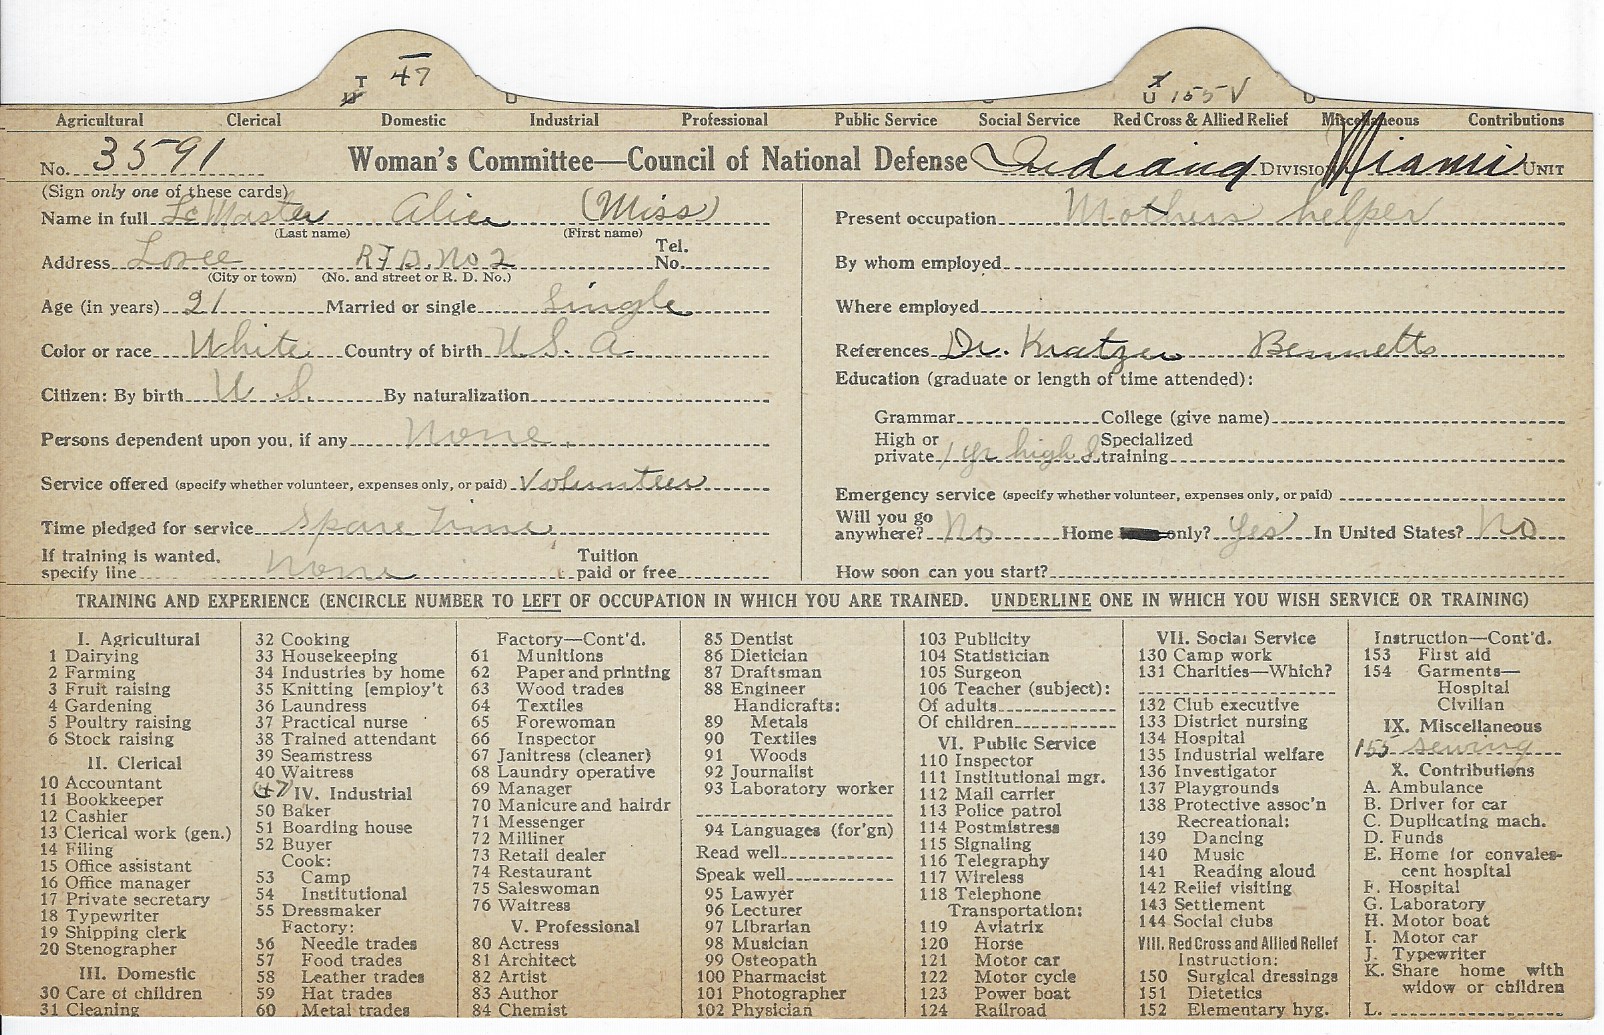 T 47
U
U
T
U 155 V
U
Agricultural Clerical Domestic Industrial Professional Public Service Social Service Red Cross & Allied Relief Miscellaneous Contributions
No. 3591 Woman's Committee—Council of National Defense Indiana Division Miami Unit
(Sign only one of these cards)
Name in full LeMaster Alice (Miss)
(Last name) (First name)
Address Loree R F D. No 2 Tel. No.
(City or town) (No. and street or R. D. No.)
Age (in years) 21 Married or single Single
Color or race White Country of birth U. S. A.
Citizen: By birth U. S. By naturalization
Persons dependent upon you, if any None.
Service offered (specify whether volunteer, expenses only, or paid) Volunteer
Time pledged for service Spare Time
If training is wanted, specify line None Tuition paid or free
Present occupation Mothers helper
By whom employed
Where employed
References Dr. Kratzer Bennetts
Education (graduate or length of time attended):
Grammar College (give name)
High or private 1 yr high S. Specialized training
Emergency service (specify whether volunteer, expenses only, or paid)
Will you go anywhere? No Home only? Yes In United States? No
How soon can you start?
TRAINING AND EXPERIENCE (ENCIRCLE NUMBER TO LEFT OF OCCUPATION IN WHICH YOU ARE TRAINED. UNDERLINE ONE IN WHICH YOU WISH SERVICE OR TRAINING)
I. Agricultural
1 Dairying
2 Farming
3 Fruit raising
4 Gardening
5 Poultry raising
6 Stock raising
II. Clerical
10 Accountant
11 Bookkeeper
12 Cashier
13 Clerical work (gen.)
14 Filing
15 Office assistant
16 Office manager
17 Private secretary
18 Typewriter
19 Shipping clerk
20 Stenographer
III. Domestic
30 Care of children
31 Cleaning
32 Cooking
33 Housekeeping
34 Industries by home
35 Knitting [employ't
36 Laundress
37 Practical nurse
38 Trained attendant
39 Seamstress
40 Waitress
47 IV. Industrial
50 Baker
51 Boarding house
52 Buyer
Cook:
53 Camp
54 Institutional
55 Dressmaker
Factory:
56 Needle trades
57 Food trades
58 Leather trades
59 Hat trades
60 Metal trades
Factory—Cont'd.
61 Munitions
62 Paper and printing
63 Wood trades
64 Textiles
65 Forewoman
66 Inspector
67 Janitress (cleaner)
68 Laundry operative
69 Manager
70 Manicure and hairdr
71 Messenger
72 Milliner
73 Retail dealer
74 Restaurant
75 Saleswoman
76 Waitress
V. Professional
80 Actress
81 Architect
82 Artist
83 Author
84 Chemist
85 Dentist
86 Dietician
87 Draftsman
88 Engineer
Handicrafts:
89 Metals
90 Textiles
91 Woods
92 Journalist
93 Laboratory worker
94 Languages (for'gn)
Read well
Speak well
95 Lawyer
96 Lecturer
97 Librarian
98 Musician
99 Osteopath
100 Pharmacist
101 Photographer
102 Physician
103 Publicity
104 Statistician
105 Surgeon
106 Teacher (subject):
Of adults
Of children
VI. Public Service
110 Inspector
111 Institutional mgr.
112 Mail carrier
113 Police patrol
114 Postmistress
115 Signaling
116 Telegraphy
117 Wireless
118 Telephone
Transportation:
119 Aviatrix
120 Horse
121 Motor car
122 Motor cycle
123 Power boat
124 Railroad
VII. Social Service
130 Camp work
131 Charities—Which?
132 Club executive
133 District nursing
134 Hospital
135 Industrial welfare
136 Investigator
137 Playgrounds
138 Protective assoc'n
Recreational:
139 Dancing
140 Music
141 Reading aloud
142 Relief visiting
143 Settlement
144 Social clubs
VIII. Red Cross and Allied Relief
Instruction:
150 Surgical dressings
151 Dietetics
152 Elementary hyg.
Instruction—Cont'd.
153 First aid
154 Garments—
Hospital
Civilian
IX. Miscellaneous
155 sewing
X. Contributions
A. Ambulance
B. Driver for car
C. Duplicating mach.
D. Funds
E. Home for convales-
cent hospital
F. Hospital
G. Laboratory
H. Motor boat
I. Motor car
J. Typewriter
K. Share home with
widow or children
L.